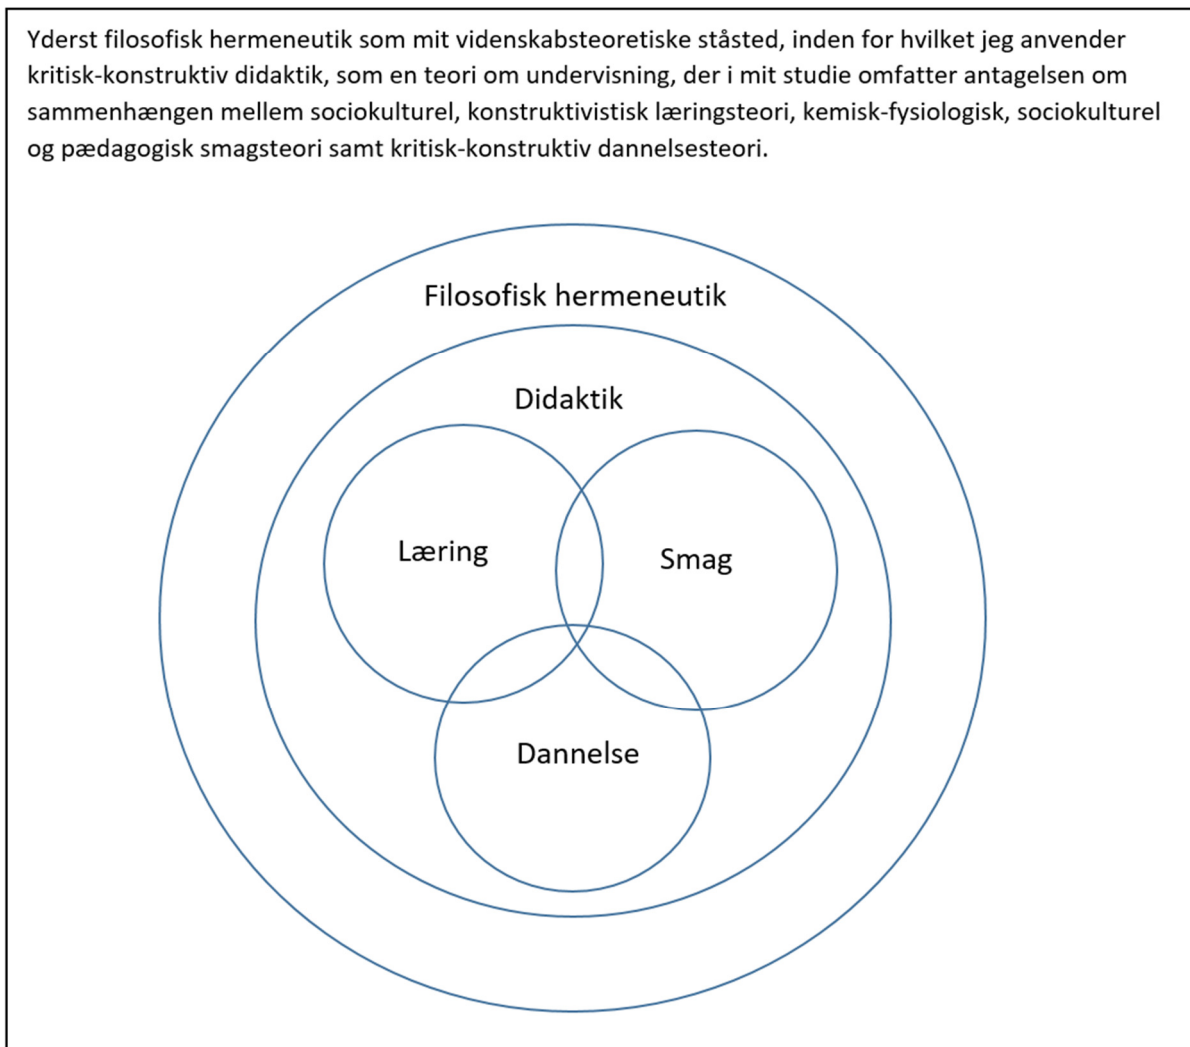 Yderst filosofisk hermeneutik som mit videnskabsteoretiske ståsted, inden for hvilket jeg anvender
kritisk-konstruktiv didaktik, som en teori om undervisning, der i mit studie omfatter antagelsen om
sammenhængen mellem sociokulturel, konstruktivistisk læringsteori, kemisk-fysiologisk, sociokulturel
og pædagogisk smagsteori samt kritisk-konstruktiv dannelsesteori.
Filosofisk hermeneutik
Didaktik
Læring
Smag
Dannelse